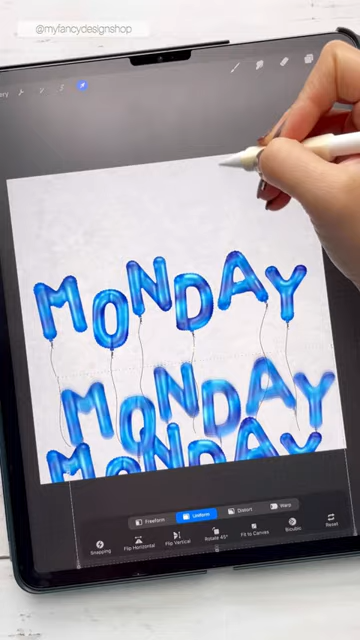 @myfancydesignshop
MONDAY
MONDAY
MONDAY
Freeform
Uniform
Distort
Warp
Snapping
Flip Horizontal
Flip Vertical
Rotate 45°
Fit to Canvas
Bicubic
Reset